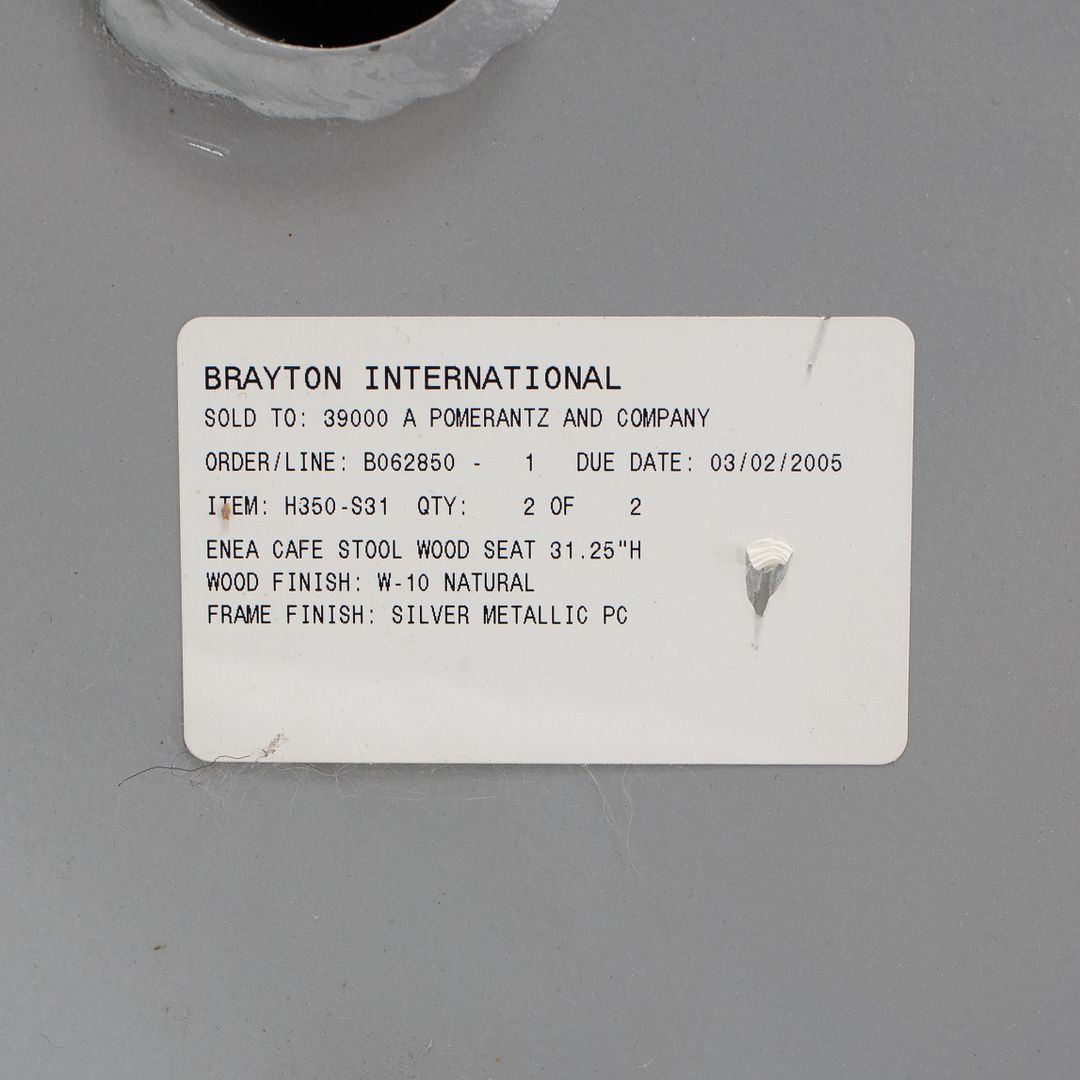 BRAYTON INTERNATIONAL
SOLD TO: 39000 A POMERANTZ AND COMPANY
ORDER/LINE: B062850 - 1 DUE DATE: 03/02/2005
ITEM: H350-S31 QTY: 2 OF 2
ENEA CAFE STOOL WOOD SEAT 31.25"H
WOOD FINISH: W-10 NATURAL
FRAME FINISH: SILVER METALLIC PC